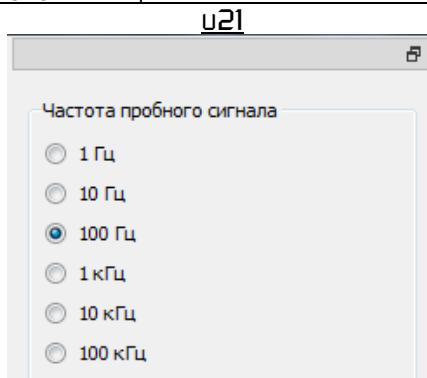 u21
Частота пробного сигнала
1 Гц
10 Гц
100 Гц
1 кГц
10 кГц
100 кГц